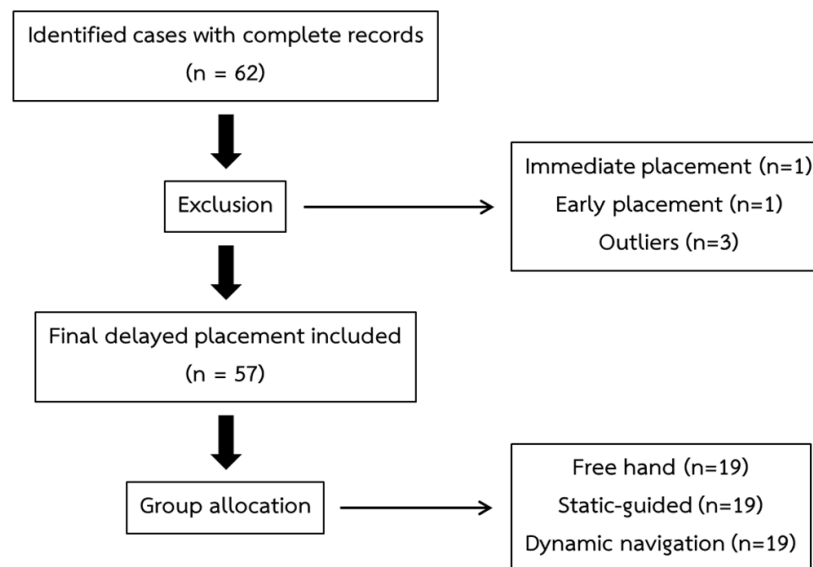 Identified cases with complete records
(n = 62)
Exclusion
Immediate placement (n=1)
Early placement (n=1)
Outliers (n=3)
Final delayed placement included
(n = 57)
Group allocation
Free hand (n=19)
Static-guided (n=19)
Dynamic navigation (n=19)